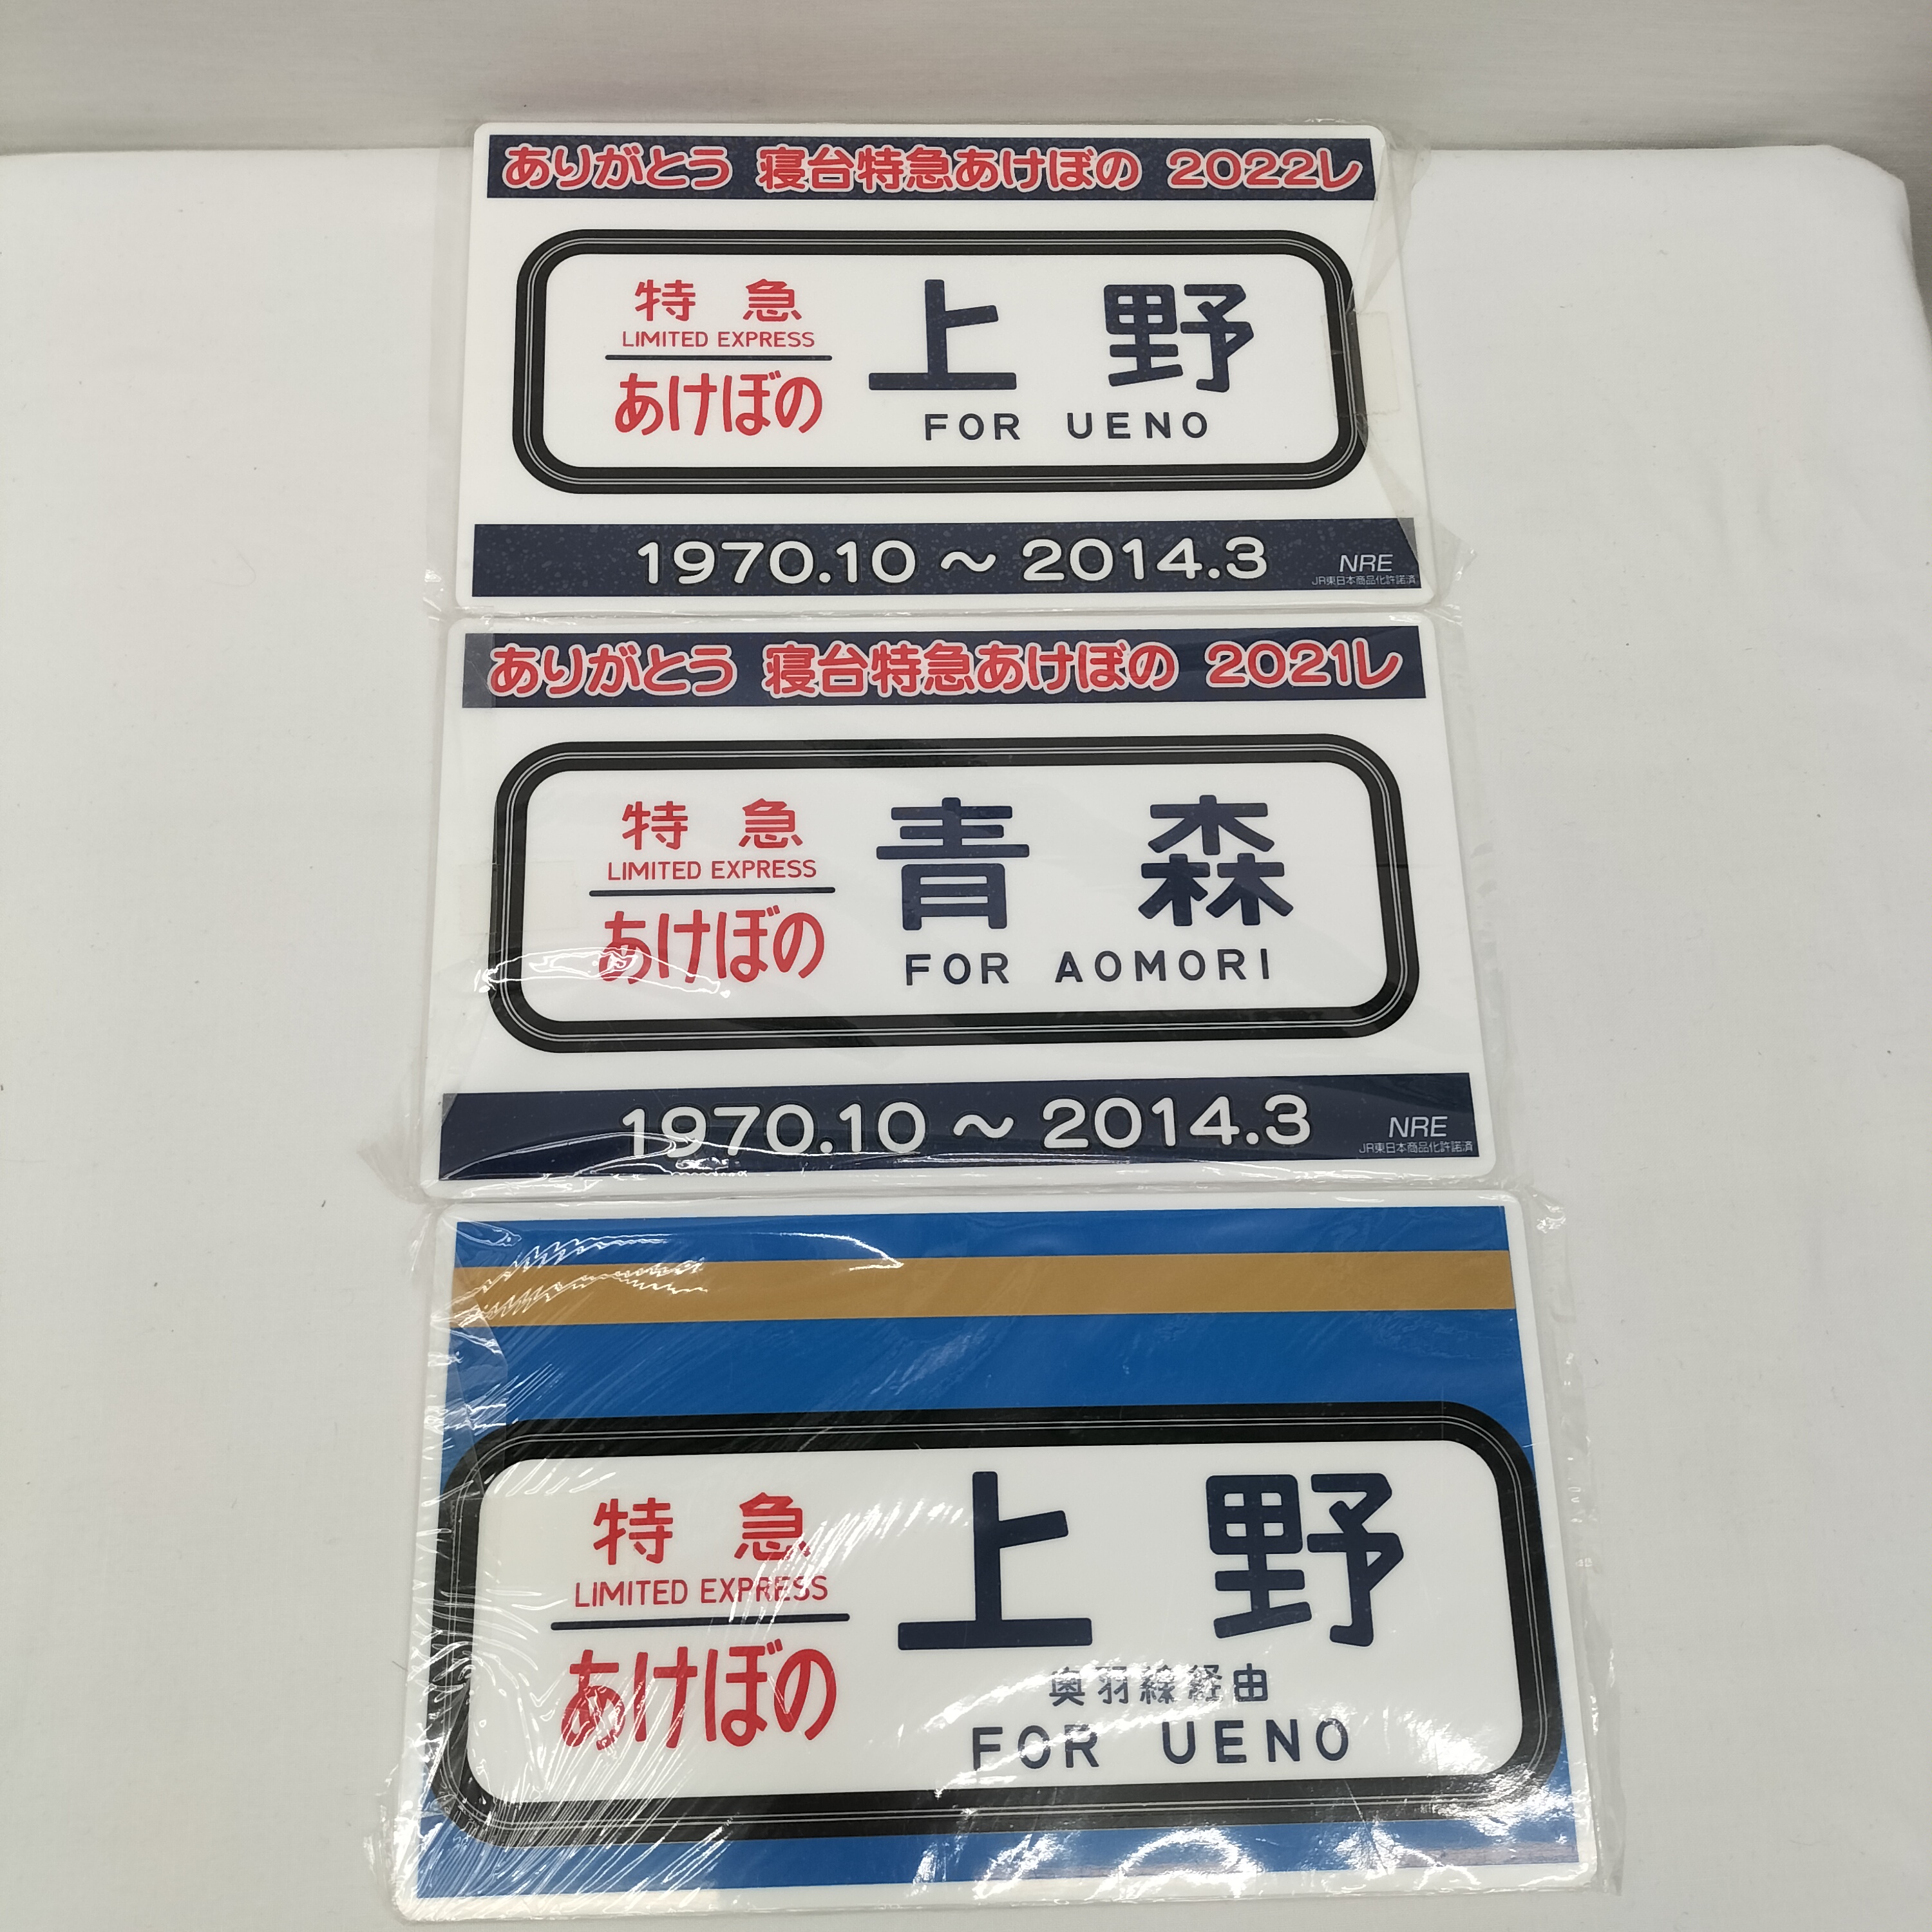 ありがとう 寝台特急あけぼの 2022レ
特急
LIMITED EXPRESS
あけぼの
上野
FOR UENO
1970.10 ～ 2014.3
NRE
JR東日本商品化許諾済
ありがとう 寝台特急あけぼの 2021レ
特急
LIMITED EXPRESS
あけぼの
青森
FOR AOMORI
1970.10 ～ 2014.3
NRE
JR東日本商品化許諾済
特急
LIMITED EXPRESS
あけぼの
上野
奥羽線経由
FOR UENO